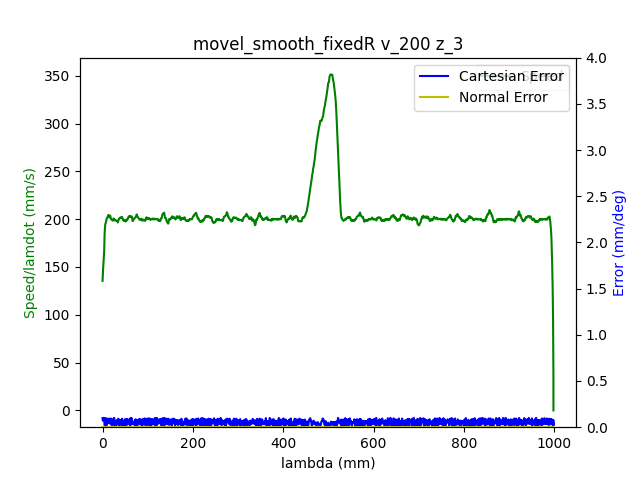 movel_smooth_fixedR v_200 z_3
Cartesian Error
Normal Error
350
300
250
200
150
100
50
0
Speed/lamdot (mm/s)
4.0
3.5
3.0
2.5
2.0
1.5
1.0
0.5
0.0
Error (mm/deg)
0 200 400 600 800 1000
lambda (mm)